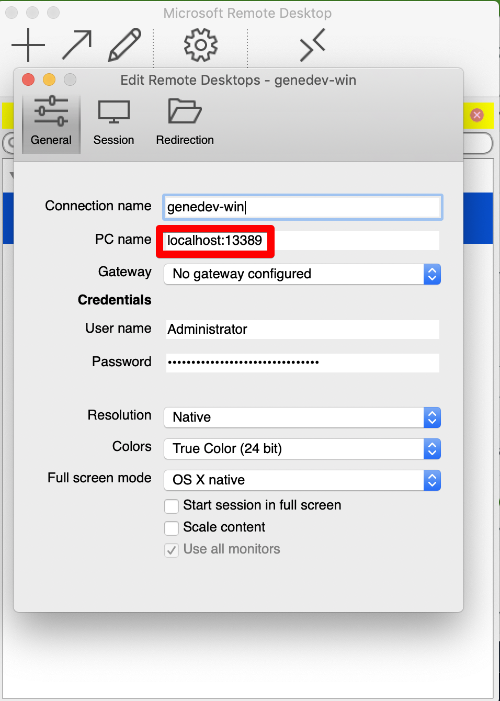 Microsoft Remote Desktop
Edit Remote Desktops - genedev-win
General Session Redirection
Connection name genedev-win
PC name localhost:13389
Gateway No gateway configured
Credentials
User name Administrator
Password ••••••••••••••••••••••••••••••••
Resolution Native
Colors True Color (24 bit)
Full screen mode OS X native
Start session in full screen
Scale content
Use all monitors